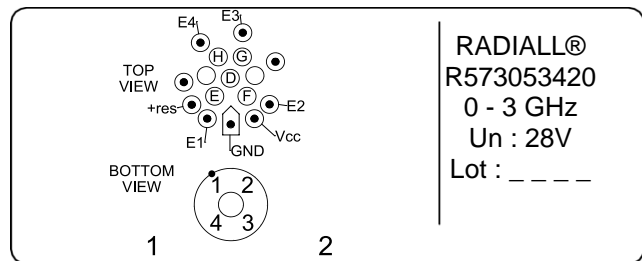 E4
E3
H G
TOP
VIEW
D
+res
E F
E2
E1
Vcc
GND
BOTTOM
VIEW
1 2
4 3
1 2
RADIALL®
R573053420
0 - 3 GHz
Un : 28V
Lot : _ _ _ _